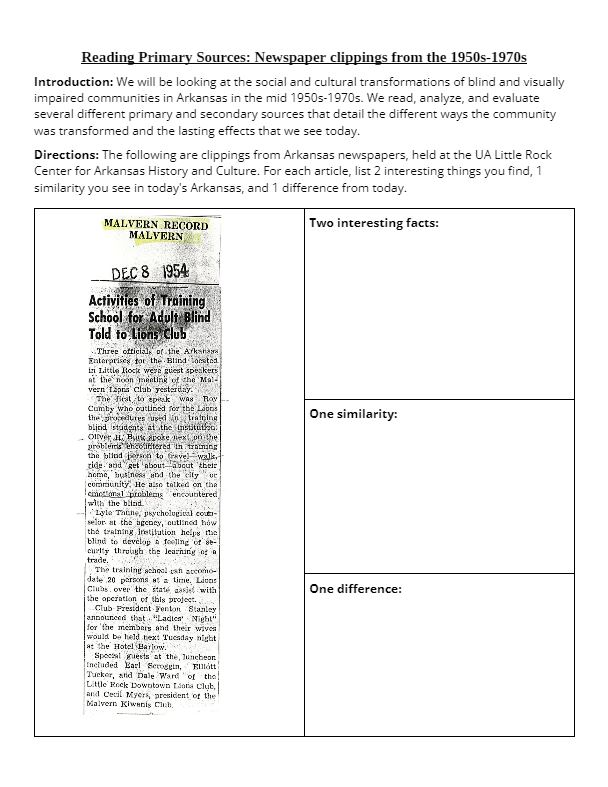 Reading Primary Sources: Newspaper clippings from the 1950s-1970s
Introduction: We will be looking at the social and cultural transformations of blind and visually
impaired communities in Arkansas in the mid 1950s-1970s. We read, analyze, and evaluate
several different primary and secondary sources that detail the different ways the community
was transformed and the lasting effects that we see today.
Directions: The following are clippings from Arkansas newspapers, held at the UA Little Rock
Center for Arkansas History and Culture. For each article, list 2 interesting things you find, 1
similarity you see in today's Arkansas, and 1 difference from today.
MALVERN RECORD
MALVERN
DEC 8 1954
Activities of Training
School for Adult Blind
Told to Lions Club
Three officials of the Arkansas
Enterprises for the Blind located
in Little Rock were guest speakers
at the noon meeting of the Mal-
vern Lions Club yesterday.
The first to speak was Roy
Cumby who outlined for the Lions
the procedures used in training
blind students at the institution.
Oliver H. Burk spoke next on the
problems encountered in training
the blind person to travel—walk,
ride and get about—about their
home, business and the city or
community. He also talked on the
emotional problems encountered
with the blind.
Lyle Thune, psychological coun-
selor at the agency, outlined how
the training institution helps the
blind to develop a feeling of se-
curity through the learning of a
trade.
The training school can accomo-
date 20 persons at a time. Lions
Clubs over the state assist with
the operation of this project.
Club President Fenton Stanley
announced that "Ladies' Night"
for the members and their wives
would be held next Tuesday night
at the Hotel Barlow.
Special guests at the luncheon
included Earl Scroggin, Elliott
Tucker, and Dale Ward of the
Little Rock Downtown Lions Club,
and Cecil Myers, president of the
Malvern Kiwanis Club.
Two interesting facts:
One similarity:
One difference: